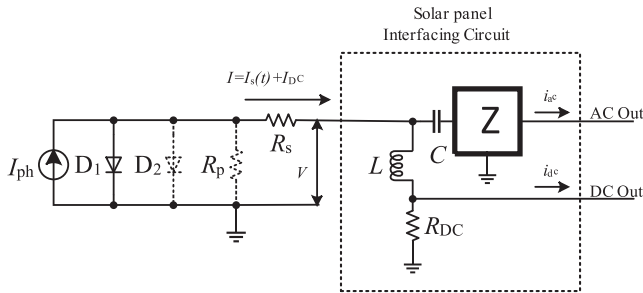 Solar panel
Interfacing Circuit
I=Is(t)+IDC
iac
AC Out
Z
Rs
C
Iph
D1
D2
Rp
V
L
idc
DC Out
RDC